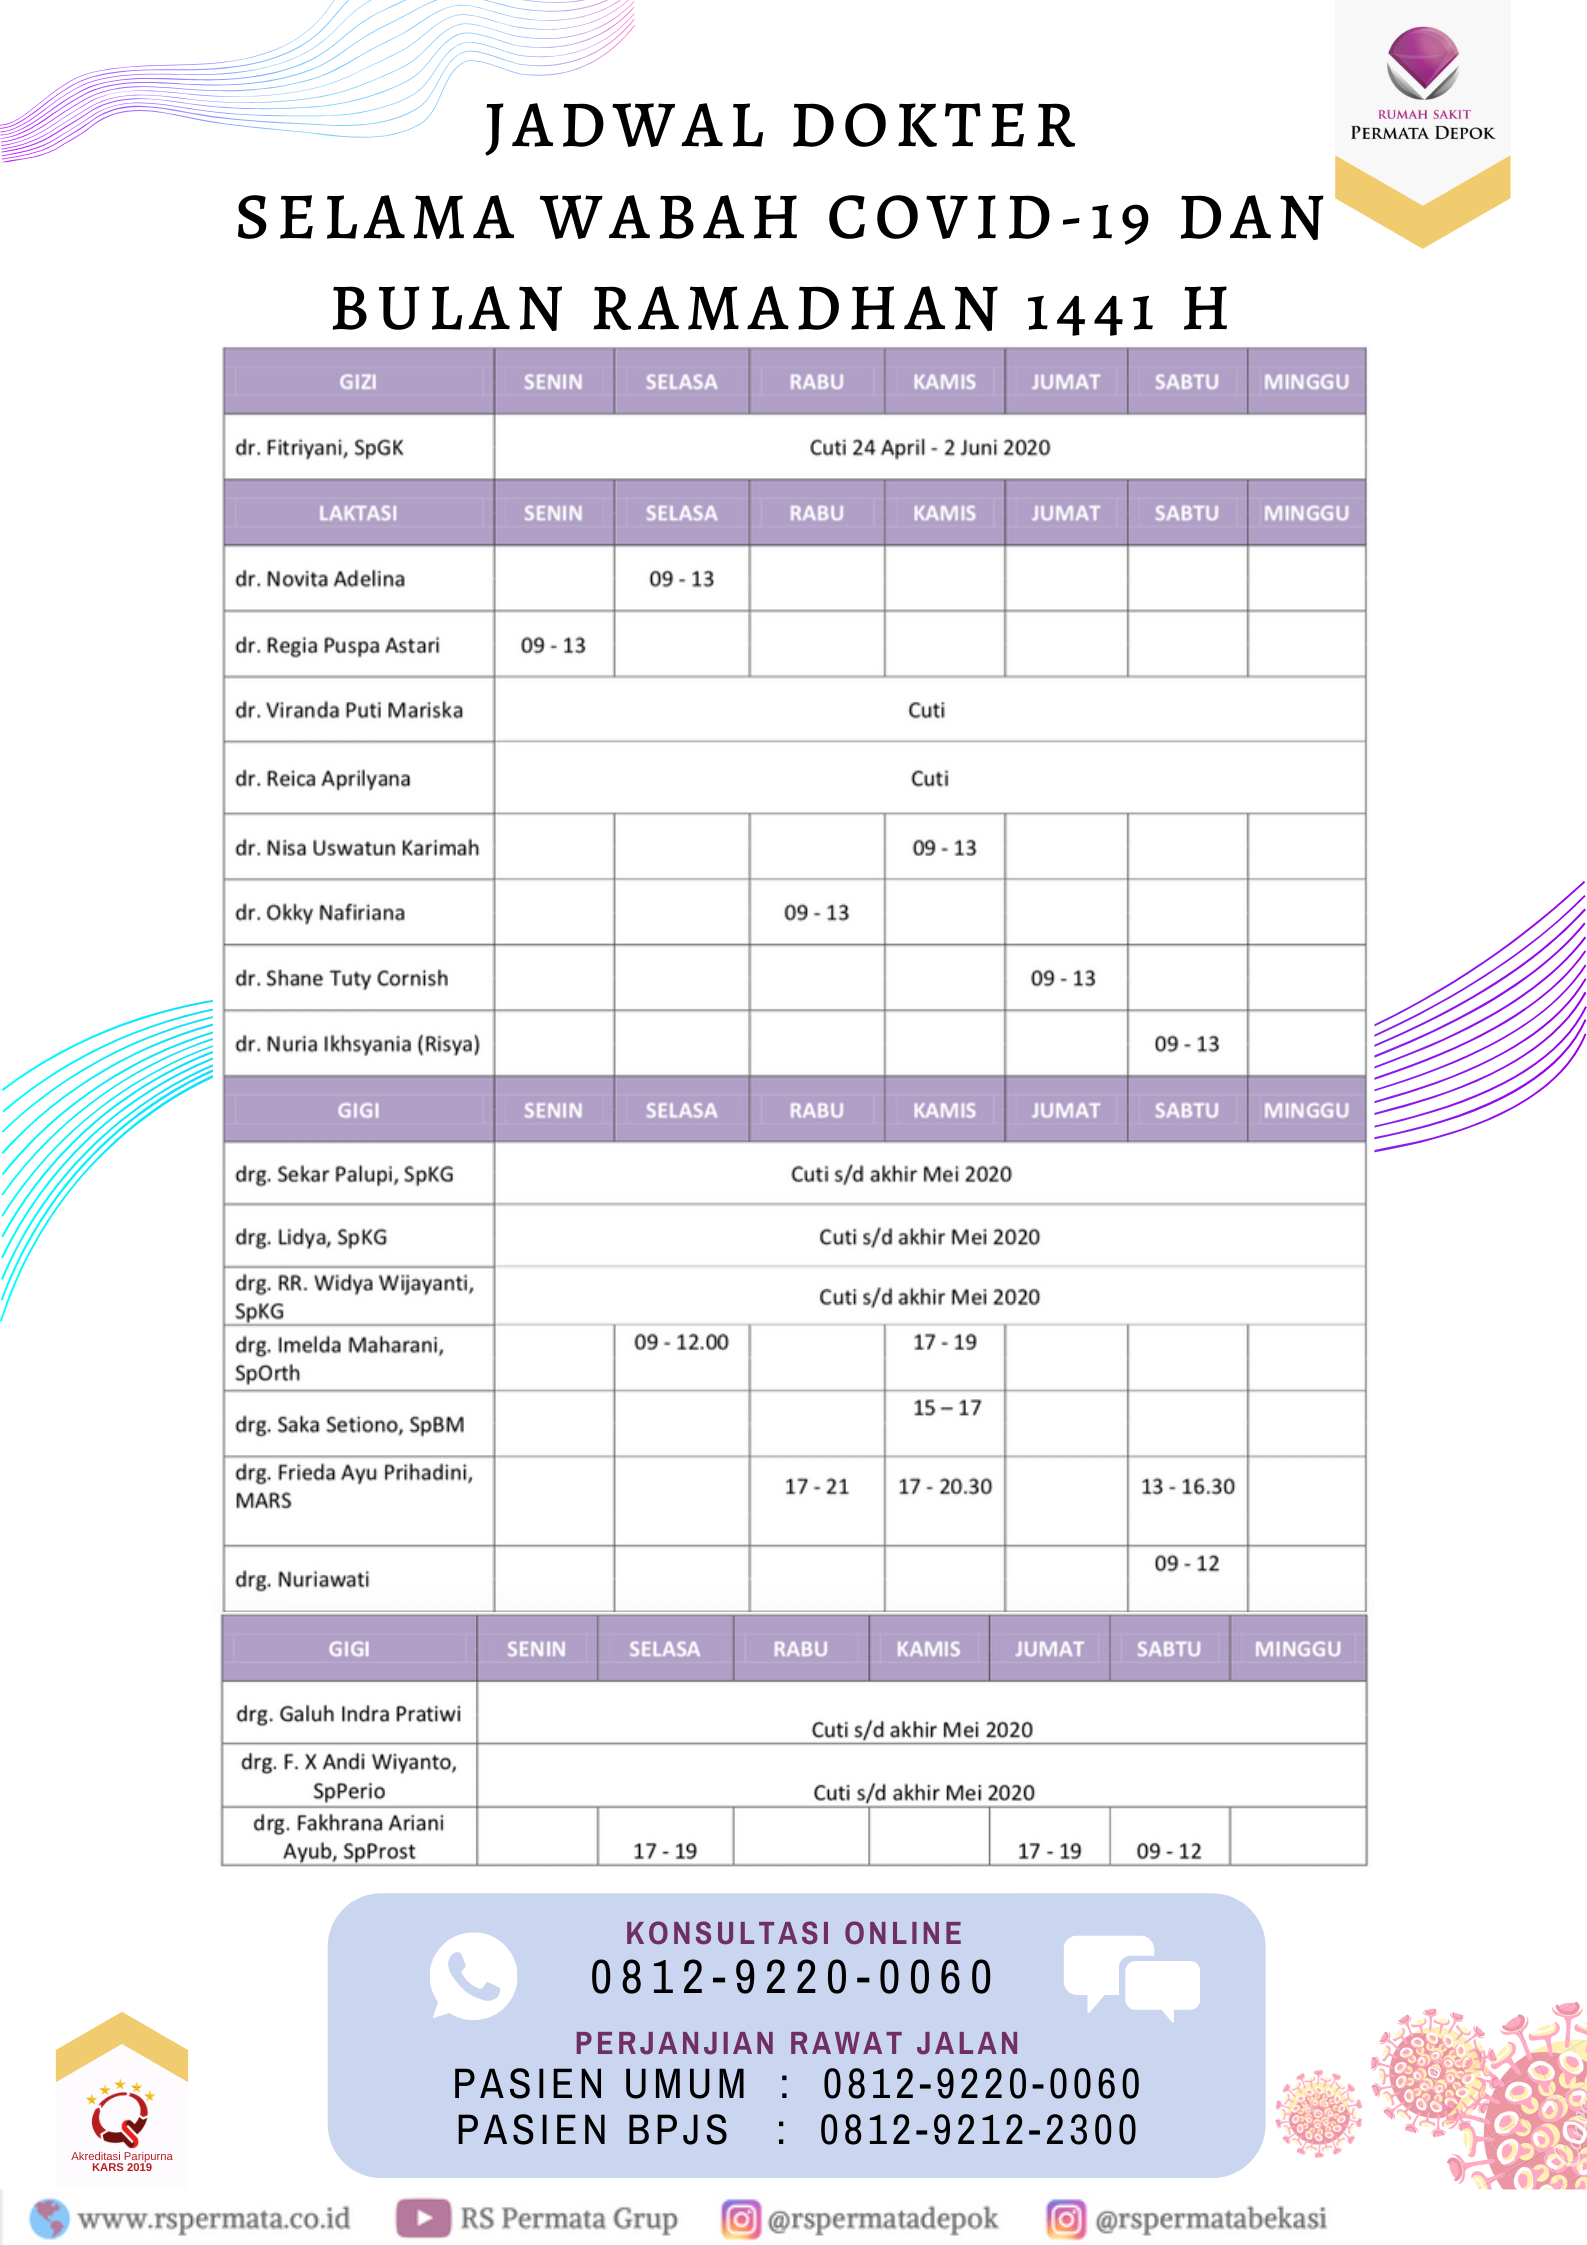 JADWAL DOKTER
SELAMA WABAH COVID-19 DAN
BULAN RAMADHAN 1441 H
RUMAH SAKIT
PERMATA DEPOK
GIZI SENIN SELASA RABU KAMIS JUMAT SABTU MINGGU
dr. Fitriyani, SpGK Cuti 24 April - 2 Juni 2020
LAKTASI SENIN SELASA RABU KAMIS JUMAT SABTU MINGGU
dr. Novita Adelina 09 - 13
dr. Regia Puspa Astari 09 - 13
dr. Viranda Puti Mariska Cuti
dr. Reica Aprilyana Cuti
dr. Nisa Uswatun Karimah 09 - 13
dr. Okky Nafiriana 09 - 13
dr. Shane Tuty Cornish 09 - 13
dr. Nuria Ikhsyania (Risya) 09 - 13
GIGI SENIN SELASA RABU KAMIS JUMAT SABTU MINGGU
drg. Sekar Palupi, SpKG Cuti s/d akhir Mei 2020
drg. Lidya, SpKG Cuti s/d akhir Mei 2020
drg. RR. Widya Wijayanti,
SpKG Cuti s/d akhir Mei 2020
drg. Imelda Maharani, 09 - 12.00 17 - 19
SpOrth
drg. Saka Setiono, SpBM 15 – 17
drg. Frieda Ayu Prihadini,
MARS 17 - 21 17 - 20.30 13 - 16.30
drg. Nuriawati 09 - 12
GIGI SENIN SELASA RABU KAMIS JUMAT SABTU MINGGU
drg. Galuh Indra Pratiwi Cuti s/d akhir Mei 2020
drg. F. X Andi Wiyanto,
SpPerio Cuti s/d akhir Mei 2020
drg. Fakhrana Ariani
Ayub, SpProst 17 - 19 17 - 19 09 - 12
KONSULTASI ONLINE
0812-9220-0060
PERJANJIAN RAWAT JALAN
PASIEN UMUM : 0812-9220-0060
PASIEN BPJS : 0812-9212-2300
Akreditasi Paripurna
KARS 2019
www.rspermata.co.id RS Permata Grup @rspermatadepok @rspermatabekasi